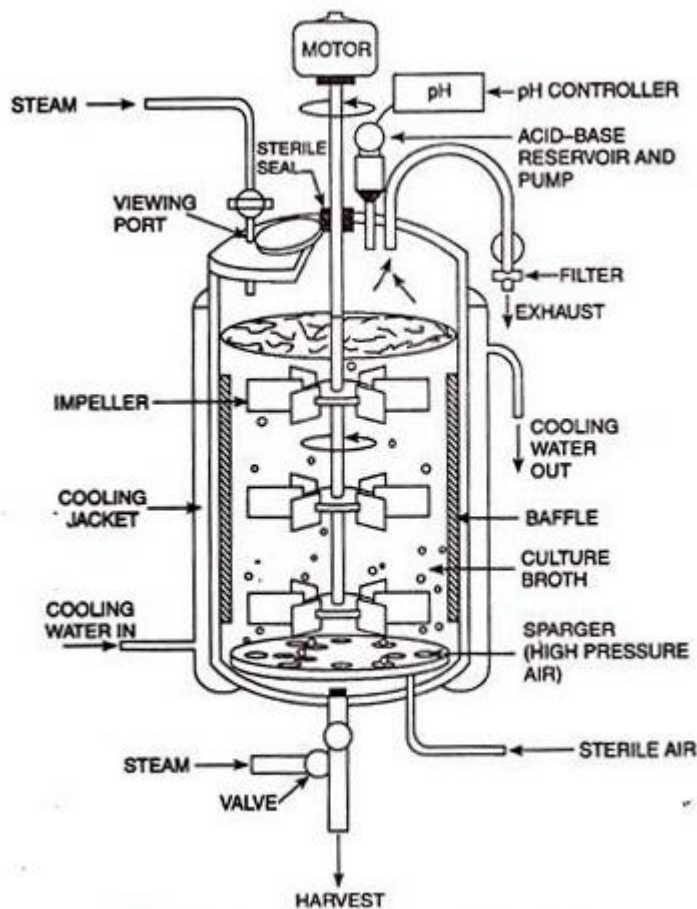 MOTOR
pH
pH CONTROLLER
STEAM
STERILE
SEAL
ACID–BASE
RESERVOIR AND
PUMP
VIEWING
PORT
FILTER
EXHAUST
IMPELLER
COOLING
WATER
OUT
COOLING
JACKET
BAFFLE
CULTURE
BROTH
COOLING
WATER IN
SPARGER
(HIGH PRESSURE
AIR)
STERILE AIR
STEAM
VALVE
HARVEST